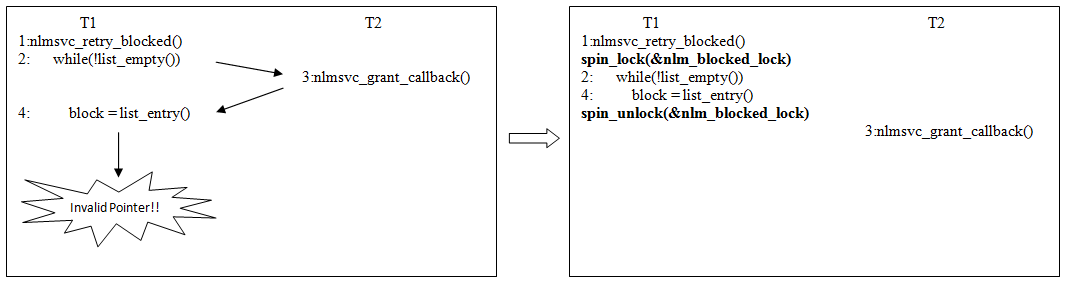 T1 T2
1:nlmsvc_retry_blocked()
2: while(!list_empty())
3:nlmsvc_grant_callback()
4: block = list_entry()
Invalid Pointer!!
T1 T2
1:nlmsvc_retry_blocked()
spin_lock(&nlm_blocked_lock)
2: while(!list_empty())
4: block = list_entry()
spin_unlock(&nlm_blocked_lock)
3:nlmsvc_grant_callback()